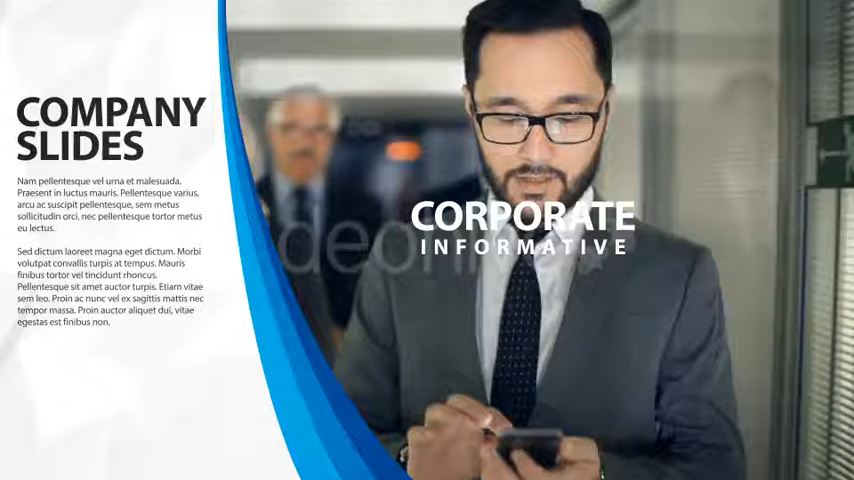 COMPANY
SLIDES
Nam pellentesque vel urna et malesuada.
Praesent in luctus mauris. Pellentesque varius,
arcu ac suscipit pellentesque, sem metus
sollicitudin orci, nec pellentesque tortor metus
eu lectus.
Sed dictum laoreet magna eget dictum. Morbi
volutpat convallis turpis at tempus. Mauris
finibus tortor vel tincidunt rhoncus.
Pellentesque sit amet auctor turpis. Etiam vitae
sem leo. Proin ac nunc vel ex sagittis mattis nec
tempor massa. Proin auctor aliquet dui, vitae
egestas est finibus non.
CORPORATE
INFORMATIVE